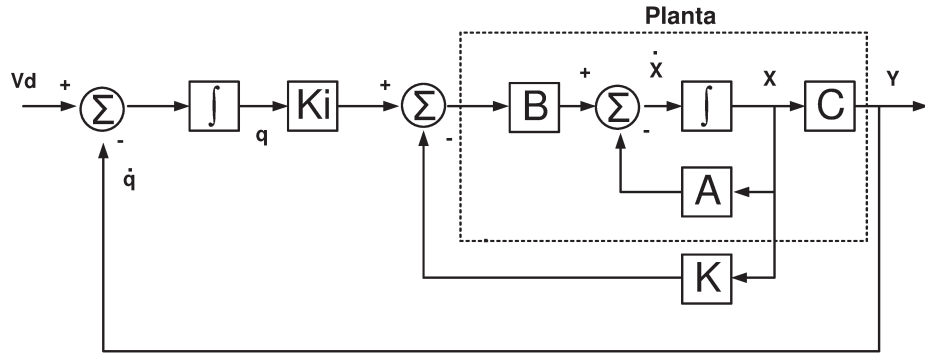 Planta
Vd
+
Σ
-
q̇
∫
q
Ki
+
Σ
-
B
+
Σ
-
Ẋ
∫
X
C
Y
A
K